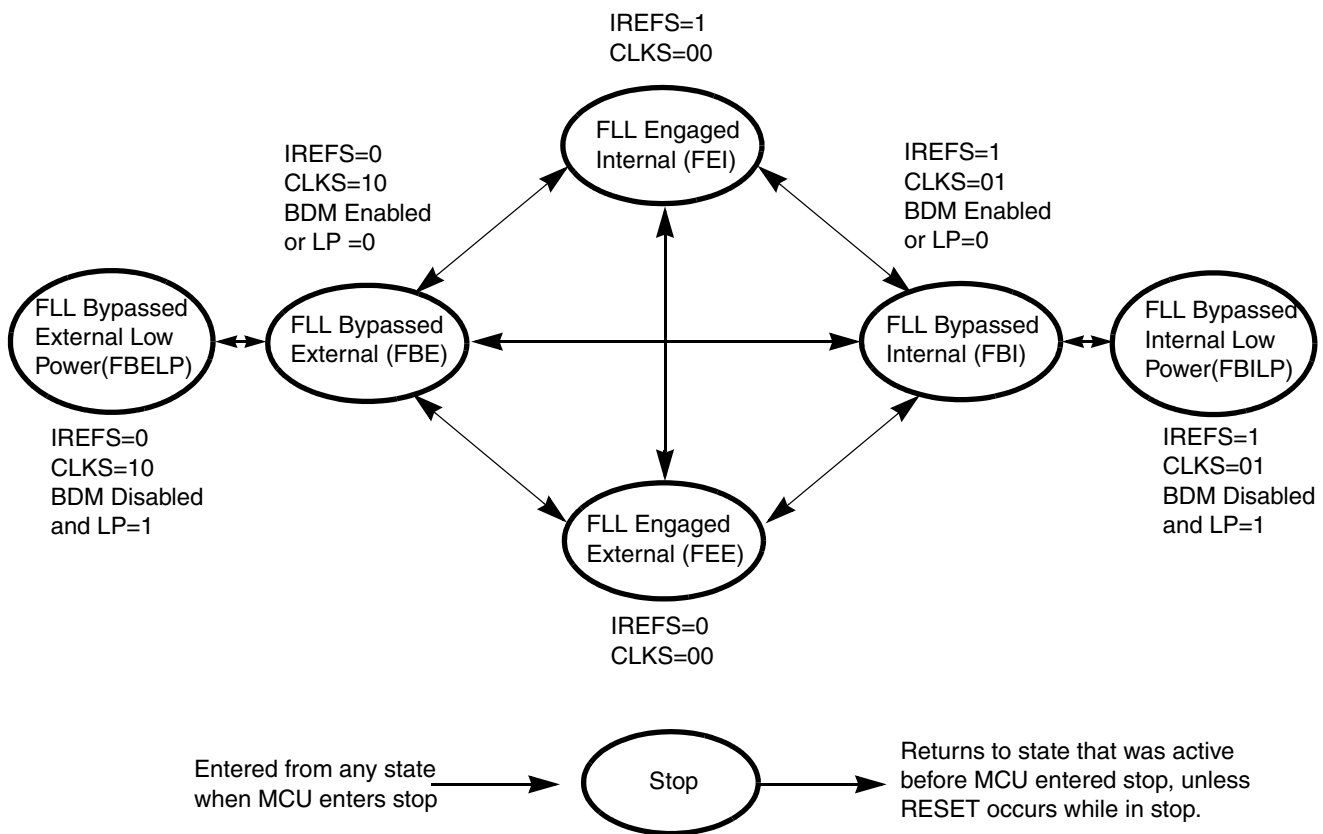 IREFS=1
CLKS=00
FLL Engaged
Internal (FEI)
IREFS=0
CLKS=10
BDM Enabled
or LP =0
IREFS=1
CLKS=01
BDM Enabled
or LP=0
FLL Bypassed
External Low
Power(FBELP)
FLL Bypassed
External (FBE)
FLL Bypassed
Internal (FBI)
FLL Bypassed
Internal Low
Power(FBILP)
IREFS=0
CLKS=10
BDM Disabled
and LP=1
IREFS=1
CLKS=01
BDM Disabled
and LP=1
FLL Engaged
External (FEE)
IREFS=0
CLKS=00
Entered from any state
when MCU enters stop
Stop
Returns to state that was active
before MCU entered stop, unless
RESET occurs while in stop.